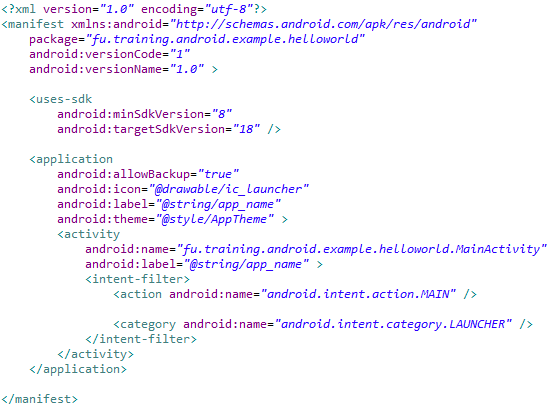 <?xml version="1.0" encoding="utf-8"?>
<manifest xmlns:android="http://schemas.android.com/apk/res/android"
    package="fu.training.android.example.helloworld"
    android:versionCode="1"
    android:versionName="1.0" >

    <uses-sdk
        android:minSdkVersion="8"
        android:targetSdkVersion="18" />

    <application
        android:allowBackup="true"
        android:icon="@drawable/ic_launcher"
        android:label="@string/app_name"
        android:theme="@style/AppTheme" >
        <activity
            android:name="fu.training.android.example.helloworld.MainActivity"
            android:label="@string/app_name" >
            <intent-filter>
                <action android:name="android.intent.action.MAIN" />

                <category android:name="android.intent.category.LAUNCHER" />
            </intent-filter>
        </activity>
    </application>

</manifest>